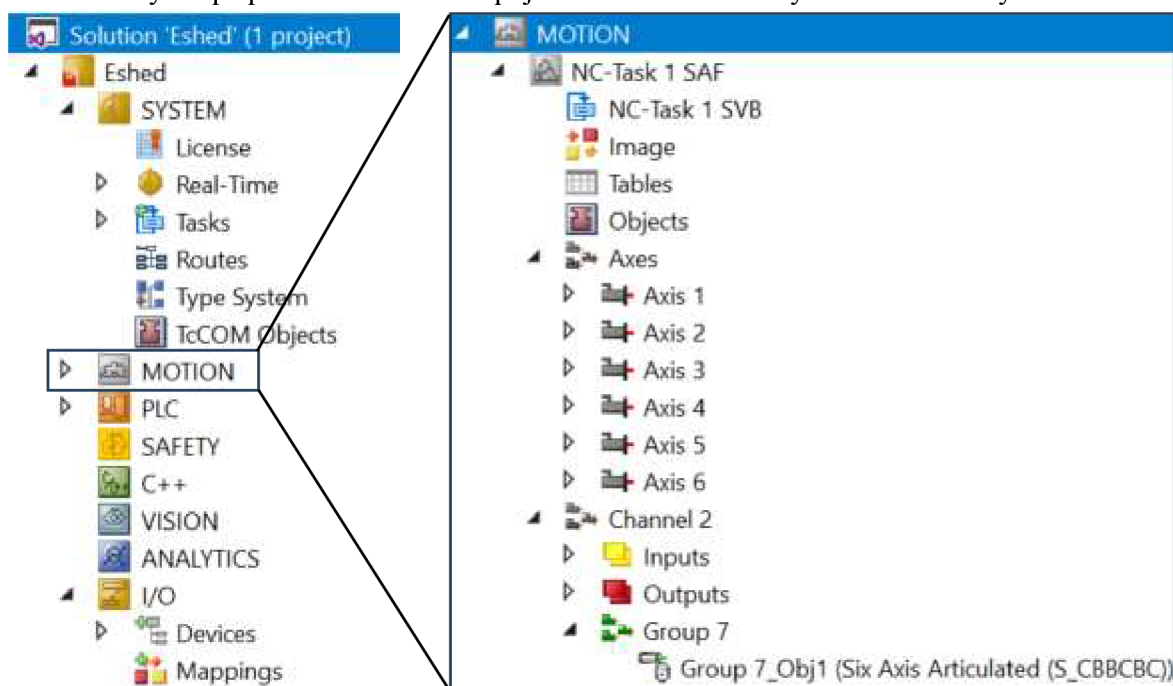 Solution 'Eshed' (1 project)
Eshed
SYSTEM
License
Real-Time
Tasks
Routes
Type System
TcCOM Objects
MOTION
PLC
SAFETY
C++
VISION
ANALYTICS
I/O
Devices
Mappings
MOTION
NC-Task 1 SAF
NC-Task 1 SVB
Image
Tables
Objects
Axes
Axis 1
Axis 2
Axis 3
Axis 4
Axis 5
Axis 6
Channel 2
Inputs
Outputs
Group 7
Group 7_Obj1 (Six Axis Articulated (S_CBBCBC))